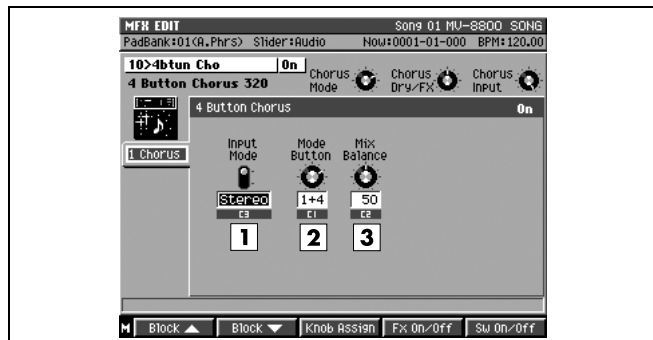 MFX EDIT Song 01 MV-8800 SONG
PadBank:01(A.Phrs) Slider:Audio Now:0001-01-000 BPM:120.00
10>4btun Cho On
4 Button Chorus 320
Chorus Mode
Chorus Dry/FX
Chorus Input
4 Button Chorus On
1 Chorus
Input Mode
Mode Button
Mix Balance
Stereo 1+4 50
C3 C1 C2
1 2 3
M Block ▲ Block ▼ Knob Assign Fx On/Off Sw On/Off